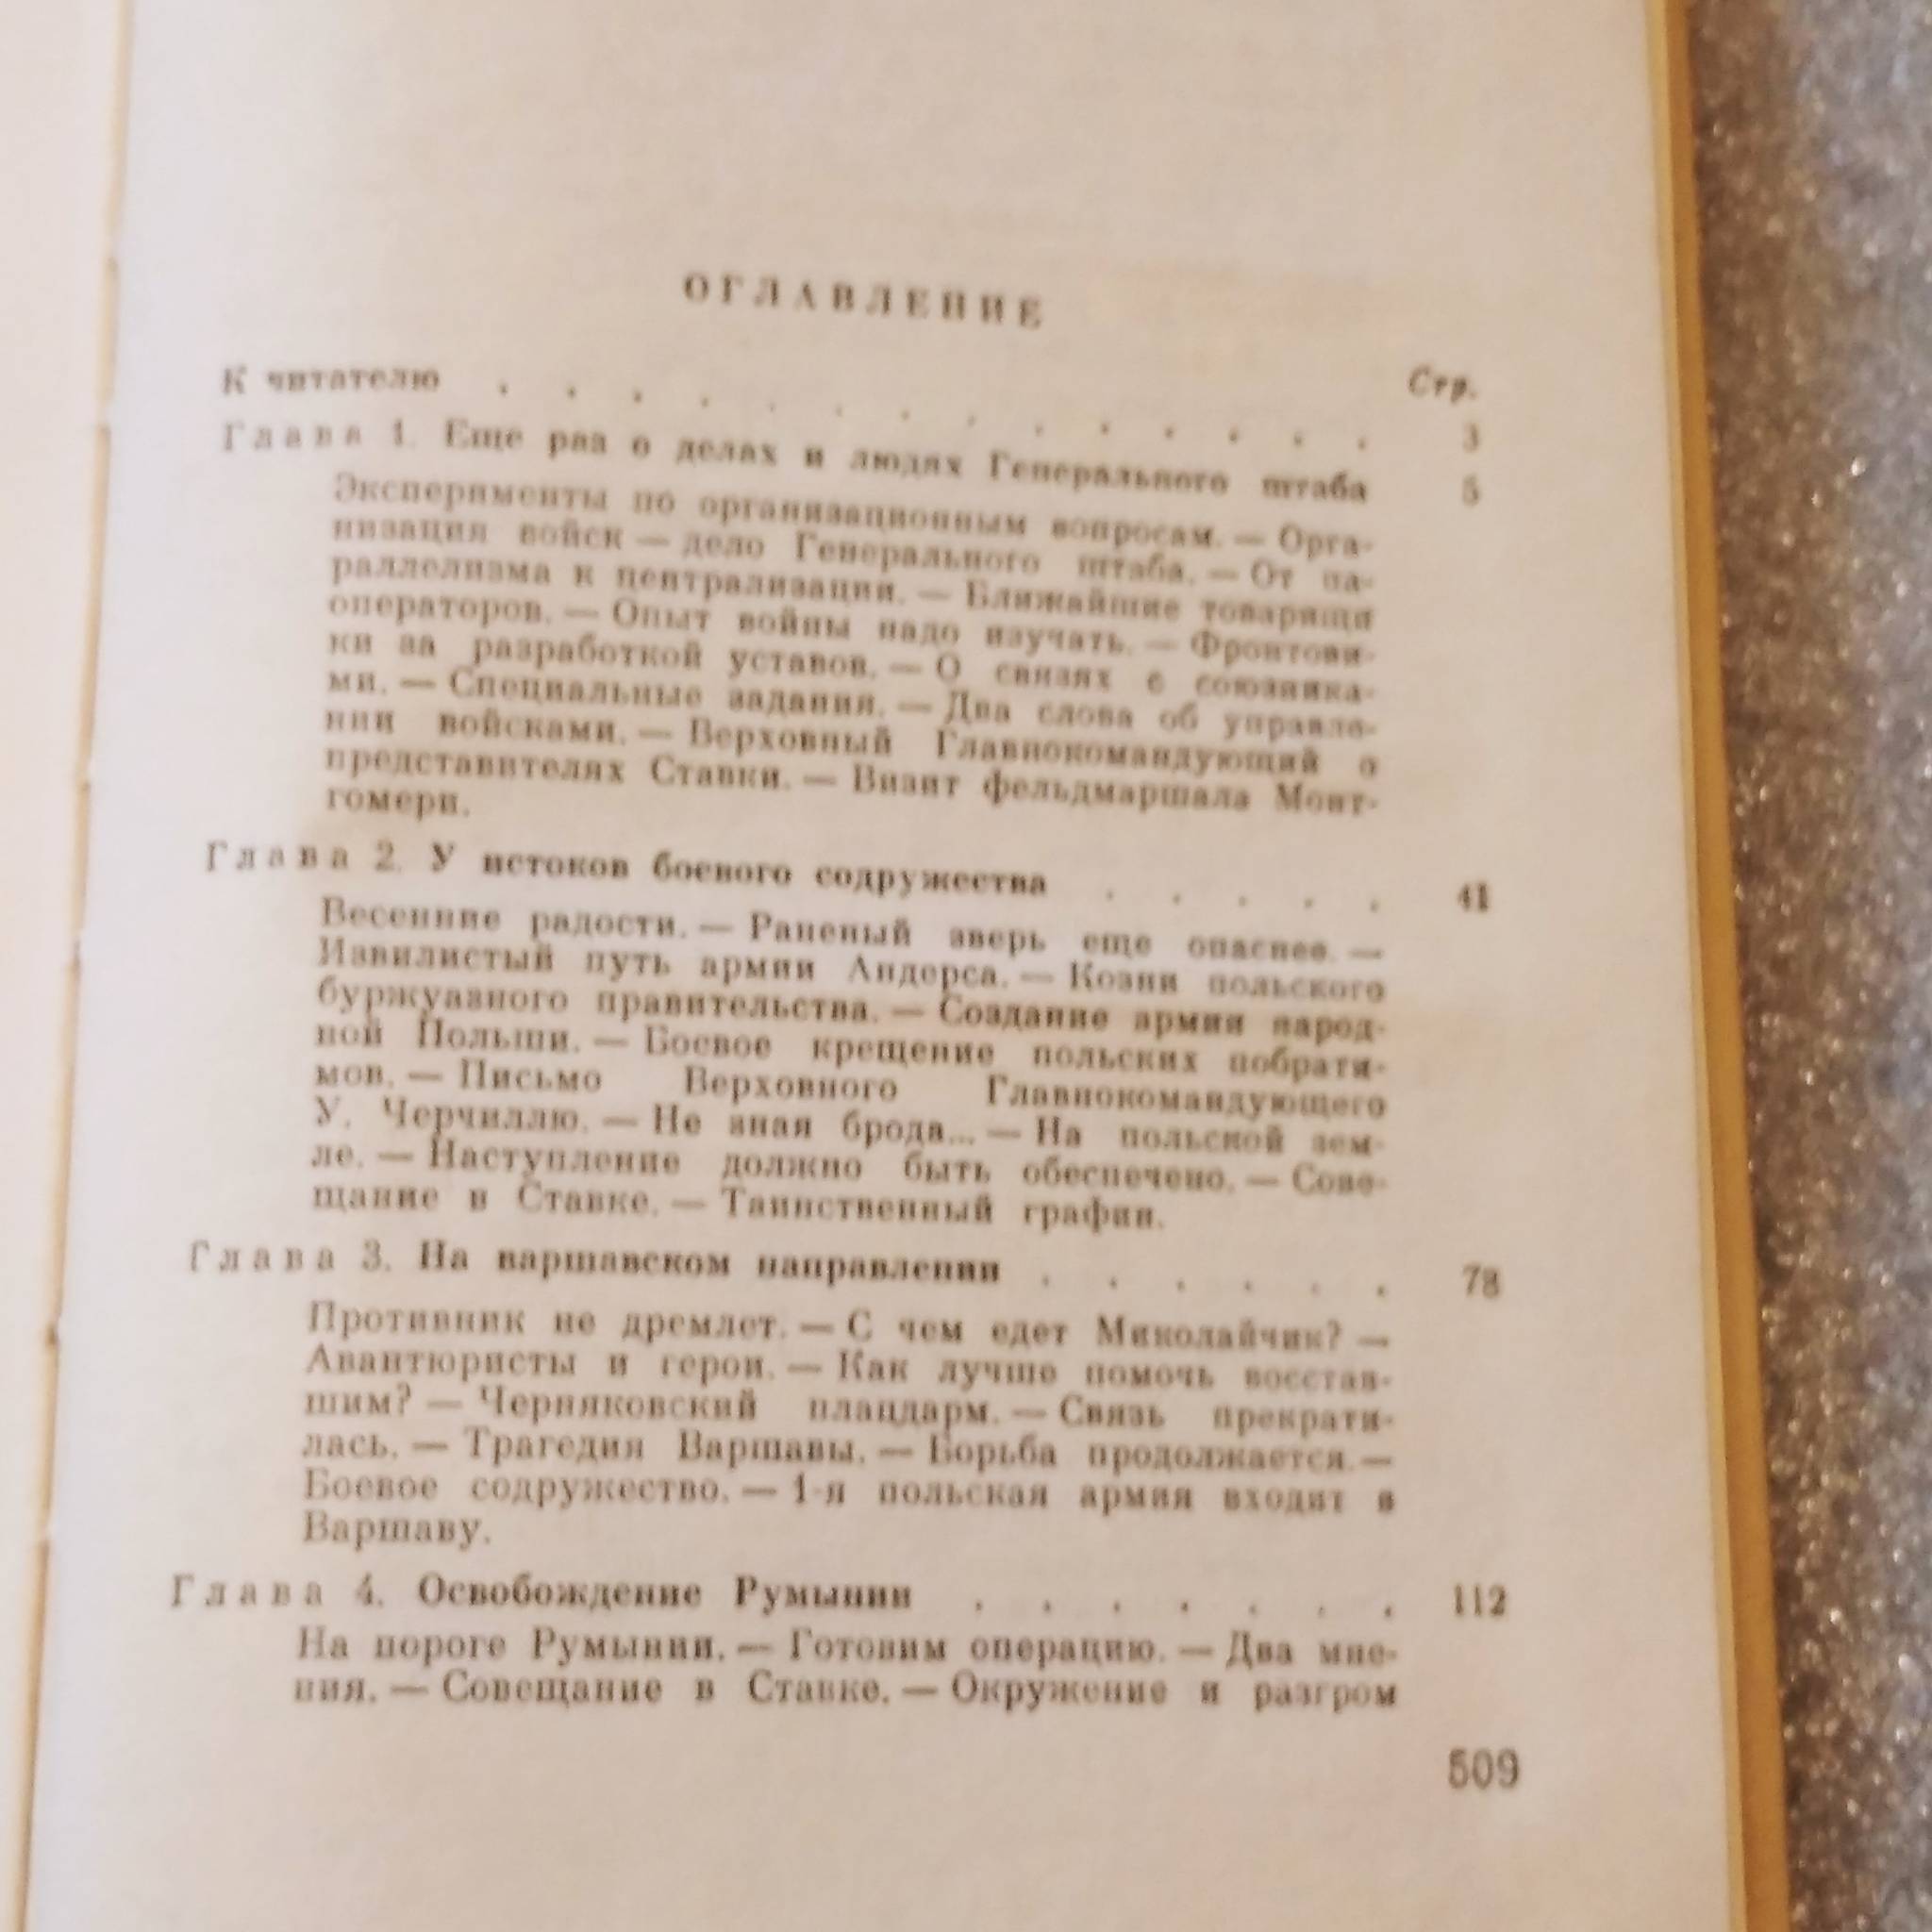 ОГЛАВЛЕНИЕ
Стр.
К читателю . . . . . . . . . . . . . . 3
Глава 1. Еще раз о делах и людях Генерального штаба 5
Эксперименты по организационным вопросам. — Орга-
низация войск — дело Генерального штаба. — От па-
раллелизма к централизации. — Ближайшие товарищи
операторов. — Опыт войны надо изучать. — Фронтови-
ки за разработкой уставов. — О связях с союзника-
ми. — Специальные задания. — Два слова об управле-
нии войсками. — Верховный Главнокомандующий о
представителях Ставки. — Визит фельдмаршала Монт-
гомери.
Глава 2. У истоков боевого содружества . . . . . 41
Весенние радости. — Раненый зверь еще опаснее. —
Извилистый путь армии Андерса. — Козни польского
буржуазного правительства. — Создание армии народ-
ной Польши. — Боевое крещение польских побрати-
мов. — Письмо Верховного Главнокомандующего
У. Черчиллю. — Не зная брода... — На польской зем-
ле. — Наступление должно быть обеспечено. — Сове-
щание в Ставке. — Таинственный графин.
Глава 3. На варшавском направлении . . . . . . 78
Противник не дремлет. — С чем едет Миколайчик? —
Авантюристы и герои. — Как лучше помочь восстав-
шим? — Черняковский плацдарм. — Связь прекрати-
лась. — Трагедия Варшавы. — Борьба продолжается. —
Боевое содружество. — 1-я польская армия входит в
Варшаву.
Глава 4. Освобождение Румынии . . . . . . . 112
На пороге Румынии. — Готовим операцию. — Два мне-
ния. — Совещание в Ставке. — Окружение и разгром
509